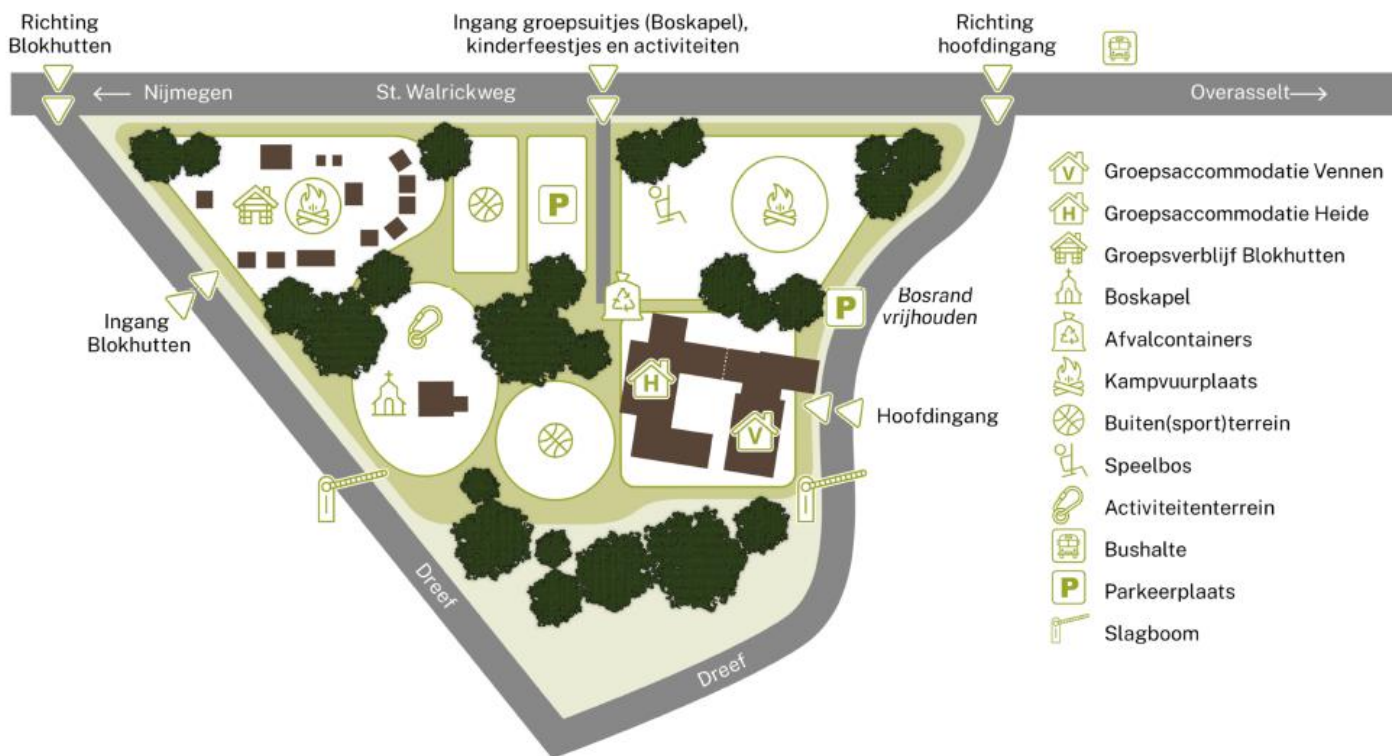 Richting
Blokhutten
Ingang groepsuitjes (Boskapel),
kinderfeestjes en activiteiten
Richting
hoofdingang
← Nijmegen
St. Walrickweg
Overasselt→
P
Ingang
Blokhutten
Bosrand
vrijhouden
P
H
V
Hoofdingang
Dreef
Dreef
V Groepsaccommodatie Vennen
H Groepsaccommodatie Heide
Groepsverblijf Blokhutten
Boskapel
Afvalcontainers
Kampvuurplaats
Buiten(sport)terrein
Speelbos
Activiteitenterrein
Bushalte
P Parkeerplaats
Slagboom